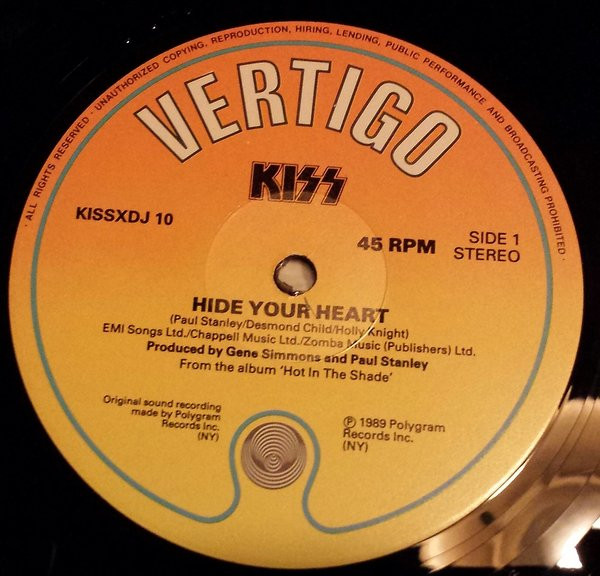 · ALL RIGHTS RESERVED · UNAUTHORIZED COPYING, REPRODUCTION, HIRING, LENDING, PUBLIC PERFORMANCE AND BROADCASTING PROHIBITED ·
VERTIGO
KISS
KISSXDJ 10
45 RPM
SIDE 1
STEREO
HIDE YOUR HEART
(Paul Stanley/Desmond Child/Holly Knight)
EMI Songs Ltd./Chappell Music Ltd./Zomba Music (Publishers) Ltd.
Produced by Gene Simmons and Paul Stanley
From the album ‘Hot In The Shade’
Original sound recording
made by Polygram
Records Inc.
(NY)
℗ 1989 Polygram
Records Inc.
(NY)